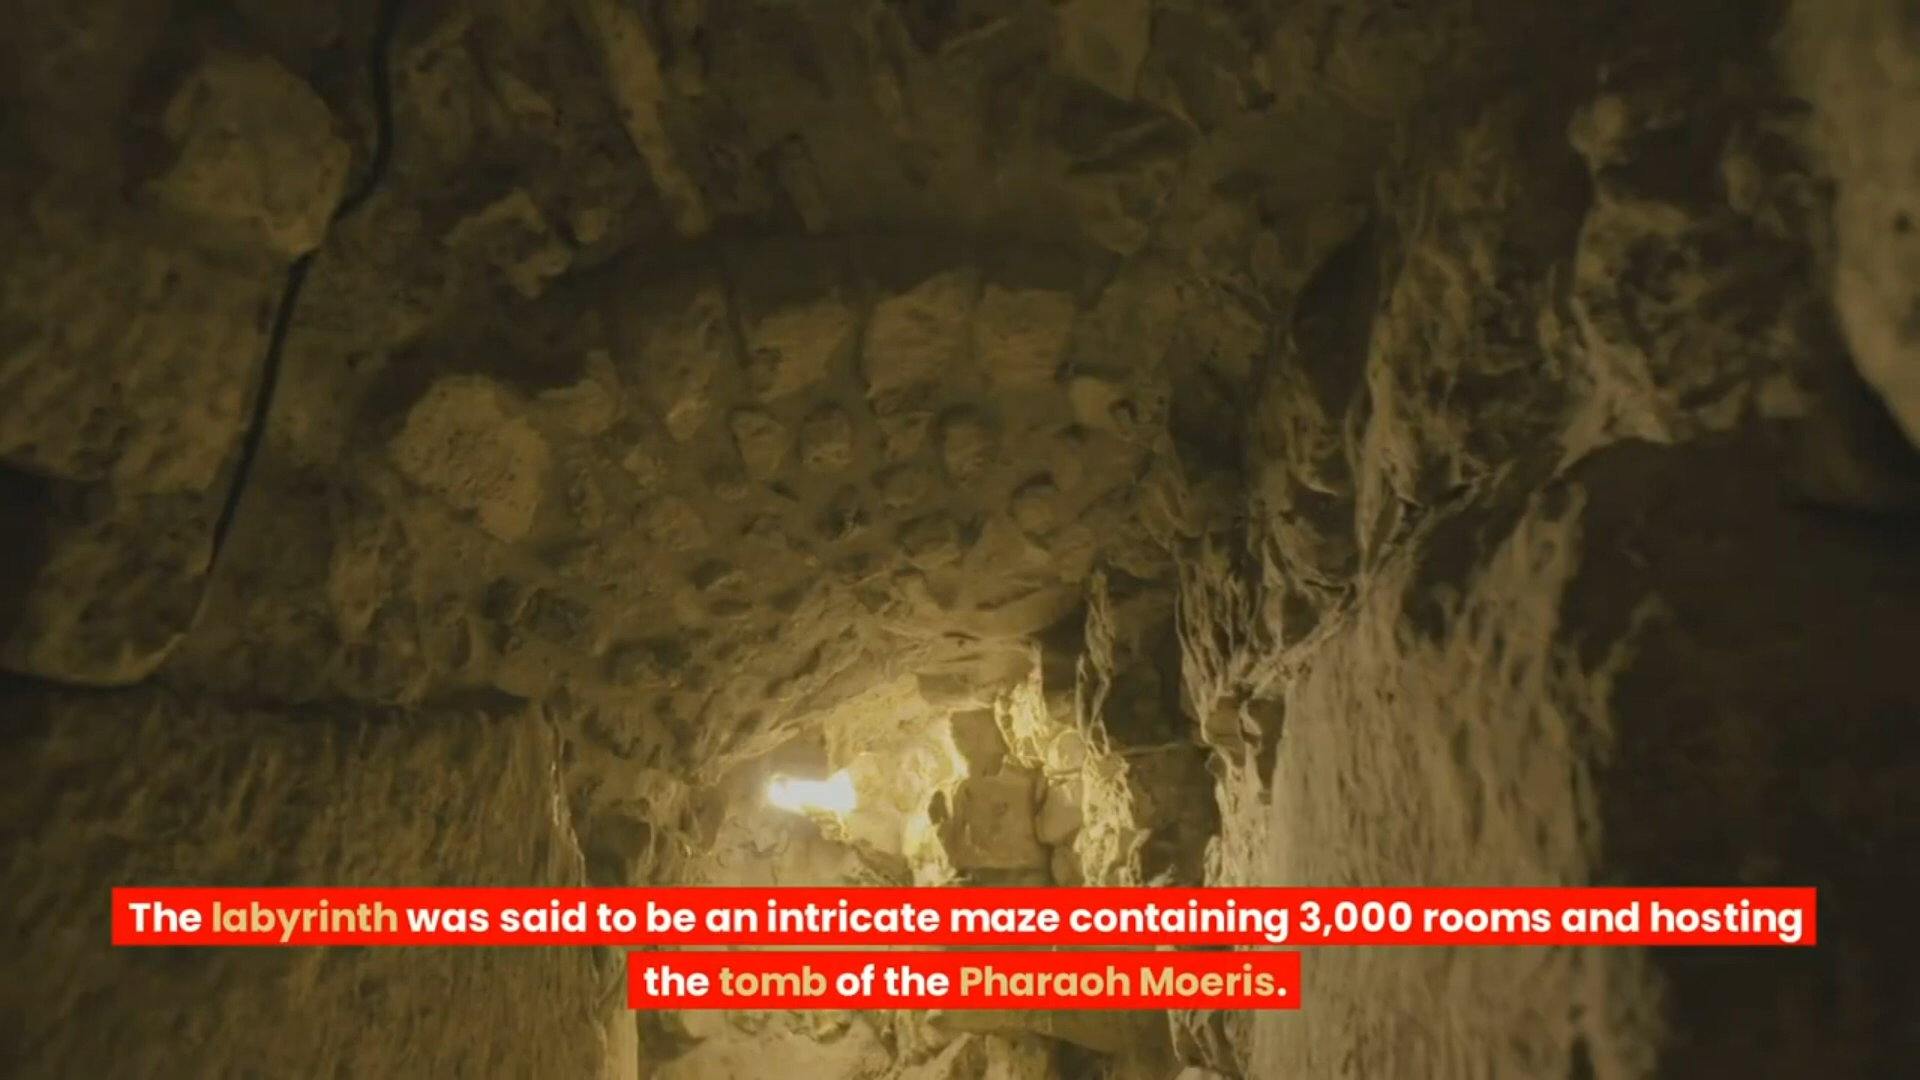 The labyrinth was said to be an intricate maze containing 3,000 rooms and hosting
the tomb of the Pharaoh Moeris.